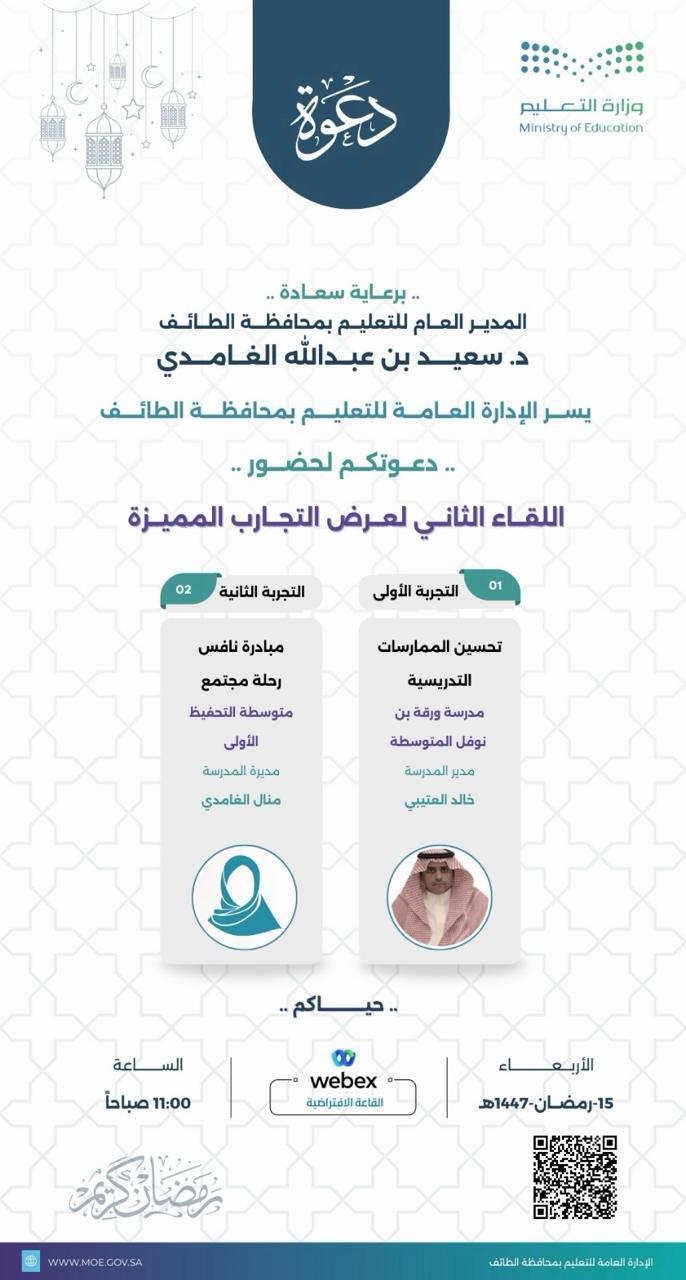 دعوة
وزارة التعليم
Ministry of Education
.. برعاية سعادة ..
المدير العام للتعليم بمحافظة الطائف
د. سعيد بن عبدالله الغامدي
يسر الإدارة العامة للتعليم بمحافظة الطائف
.. دعوتكم لحضور ..
اللقاء الثاني لعرض التجارب المميزة
01
التجربة الأولى
تحسين الممارسات
التدريسية
مدرسة ورقة بن
نوفل المتوسطة
مدير المدرسة
خالد العتيبي
02
التجربة الثانية
مبادرة نافس
رحلة مجتمع
متوسطة التحفيظ
الأولى
مديرة المدرسة
منال الغامدي
.. حياكم ..
الأربعاء
15-رمضان-1447هـ
webex
القاعة الافتراضية
الساعة
11:00 صباحاً
رمضان كريم
الإدارة العامة للتعليم بمحافظة الطائف
WWW.MOE.GOV.SA